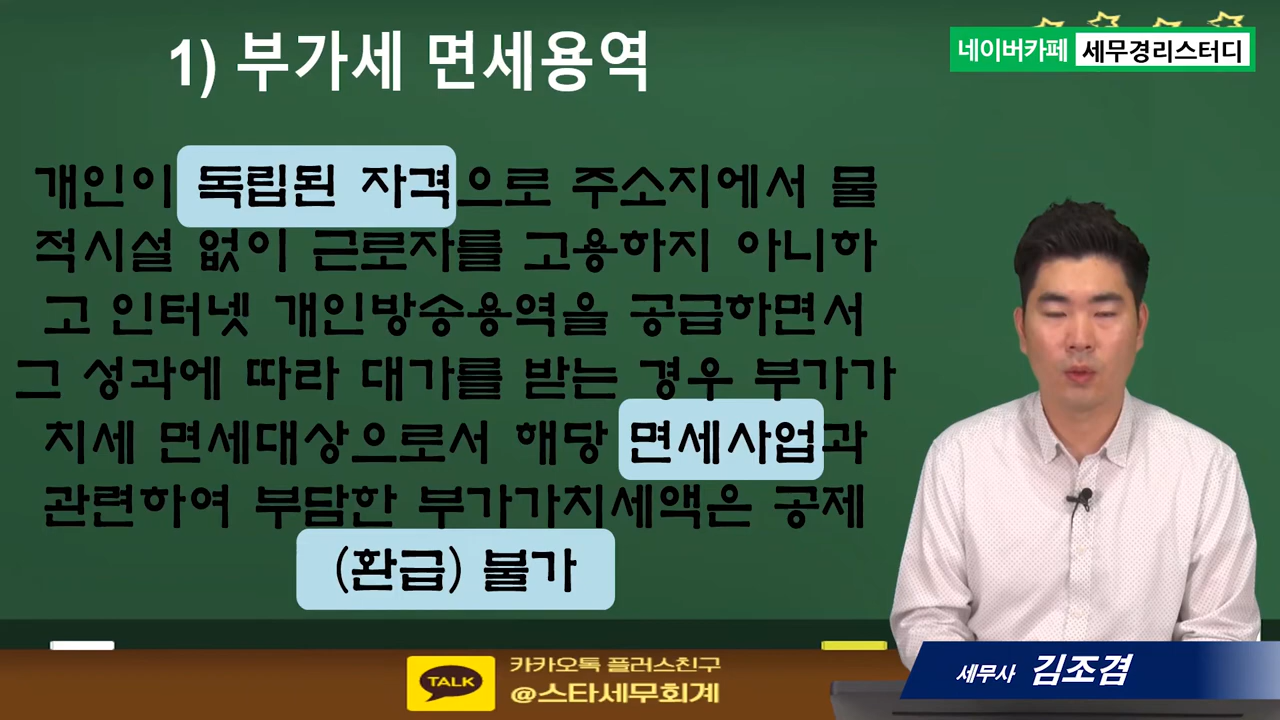 1) 부가세 면세용역
네이버카페 세무경리스터디
개인이 독립된 자격으로 주소지에서 물
적시설 없이 근로자를 고용하지 아니하
고 인터넷 개인방송용역을 공급하면서
그 성과에 따라 대가를 받는 경우 부가가
치세 면세대상으로서 해당 면세사업과
관련하여 부담한 부가가치세액은 공제
(환급) 불가
TALK
카카오톡 플러스친구
@스타세무회계
세무사 김조겸